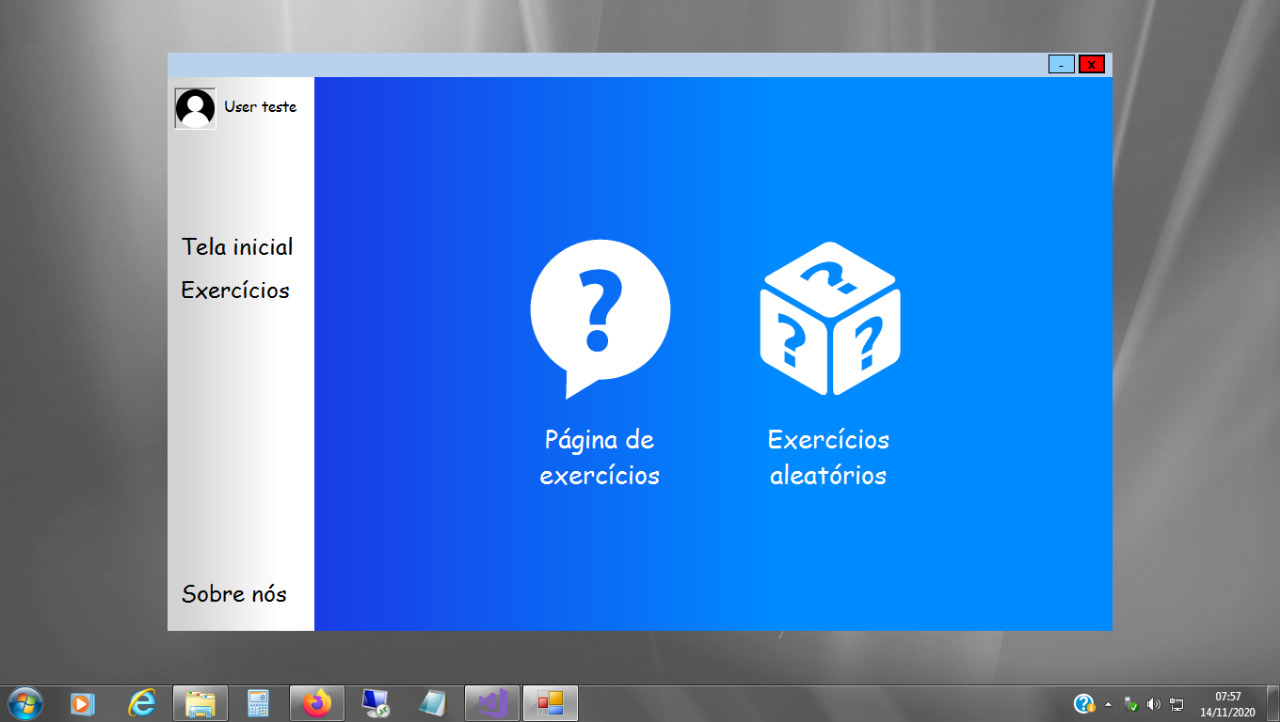 -
x
User teste
Tela inicial
Exercícios
?
? ? ?
Página de
exercícios
Exercícios
aleatórios
Sobre nós
07:57
14/11/2020